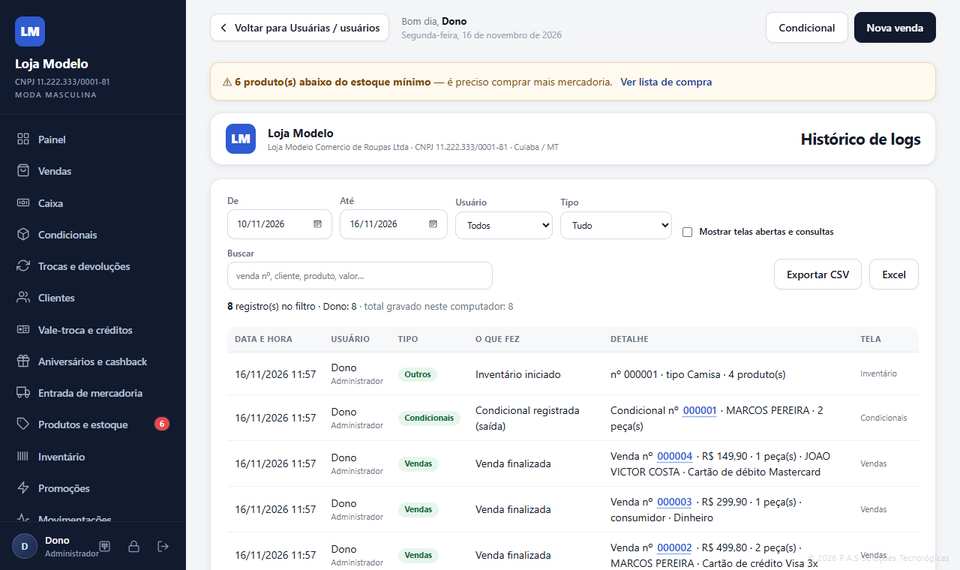 LM
Loja Modelo
CNPJ 11.222.333/0001-81
MODA MASCULINA
Painel
Vendas
Caixa
Condicionais
Trocas e devoluções
Clientes
Vale-troca e créditos
Aniversários e cashback
Entrada de mercadoria
Produtos e estoque 6
Inventário
Promoções
Movimentações
D
Dono
Administrador
Voltar para Usuárias / usuários
Bom dia, Dono
Segunda-feira, 16 de novembro de 2026
Condicional
Nova venda
⚠ 6 produto(s) abaixo do estoque mínimo — é preciso comprar mais mercadoria. Ver lista de compra
LM
Loja Modelo
Loja Modelo Comercio de Roupas Ltda · CNPJ 11.222.333/0001-81 · Cuiaba / MT
Histórico de logs
De Até Usuário Tipo
10/11/2026 16/11/2026 Todos Tudo
Mostrar telas abertas e consultas
Buscar
venda nº, cliente, produto, valor...
Exportar CSV Excel
8 registro(s) no filtro · Dono: 8 · total gravado neste computador: 8
DATA E HORA USUÁRIO TIPO O QUE FEZ DETALHE TELA
16/11/2026 11:57 Dono Administrador Outros Inventário iniciado nº 000001 · tipo Camisa · 4 produto(s) Inventário
16/11/2026 11:57 Dono Administrador Condicionais Condicional registrada (saída) Condicional nº 000001 · MARCOS PEREIRA · 2 peça(s) Condicionais
16/11/2026 11:57 Dono Administrador Vendas Venda finalizada Venda nº 000004 · R$ 149,90 · 1 peça(s) · JOAO VICTOR COSTA · Cartão de débito Mastercard Vendas
16/11/2026 11:57 Dono Administrador Vendas Venda finalizada Venda nº 000003 · R$ 299,90 · 1 peça(s) · consumidor · Dinheiro Vendas
16/11/2026 11:57 Dono Administrador Vendas Venda finalizada Venda nº 000002 · R$ 499,80 · 2 peça(s) · MARCOS PEREIRA · Cartão de crédito Visa 3x Vendas
© 2026 F.A.S Soluções Tecnológicas